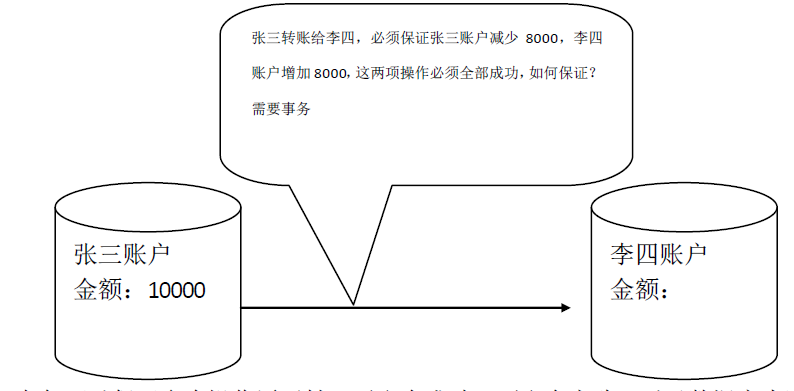 张三转账给李四，必须保证张三账户减少 8000，李四
账户增加 8000，这两项操作必须全部成功，如何保证？
需要事务
张三账户
金额：10000
李四账户
金额：